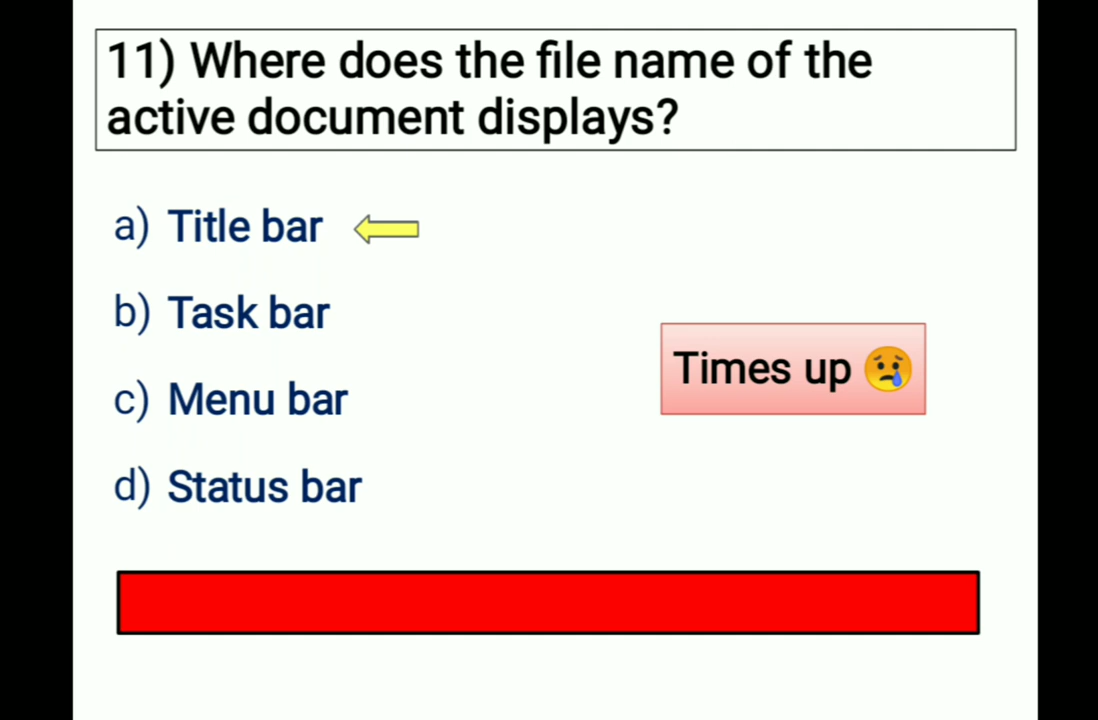 11) Where does the file name of the
active document displays?
a) Title bar
b) Task bar
c) Menu bar
Times up 😢
d) Status bar